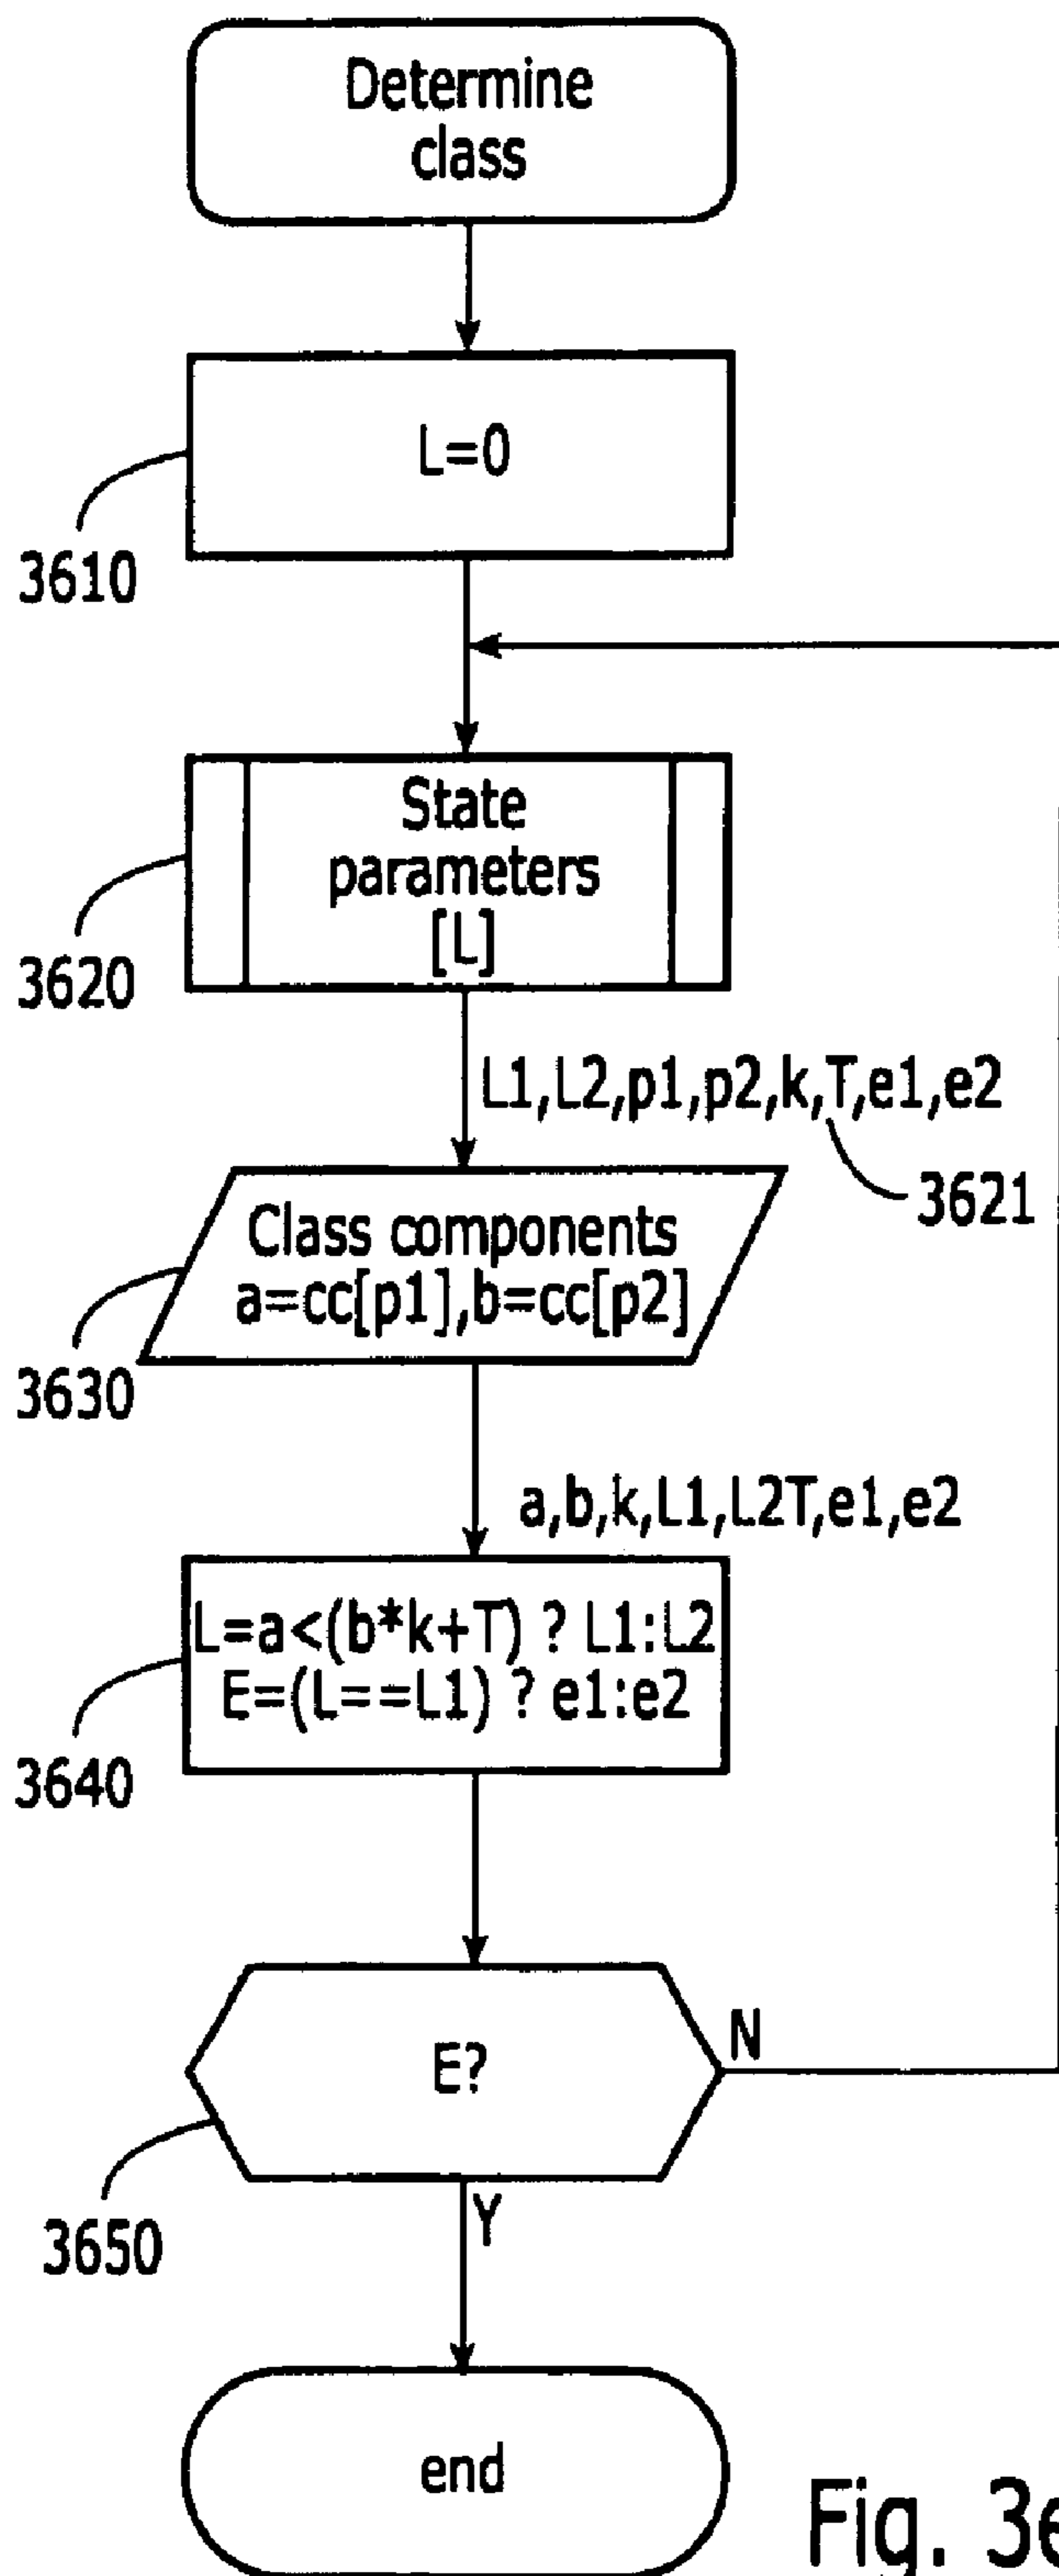 Determine
class
L=0
3610
State
parameters
[L]
3620
L1,L2,p1,p2,k,T,e1,e2
3621
Class components
a=cc[p1],b=cc[p2]
3630
a,b,k,L1,L2T,e1,e2
L=a<(b*k+T) ? L1:L2
E=(L==L1) ? e1:e2
3640
E?
N
3650
Y
end
Fig. 3e